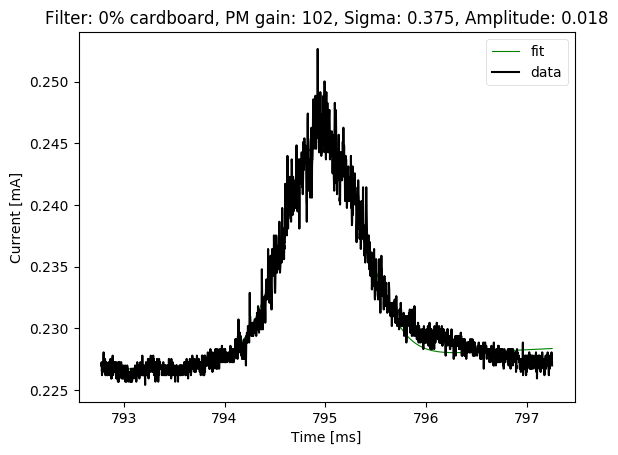 Filter: 0% cardboard, PM gain: 102, Sigma: 0.375, Amplitude: 0.018
fit
data
0.250
0.245
0.240
0.235
0.230
0.225
Current [mA]
793 794 795 796 797
Time [ms]